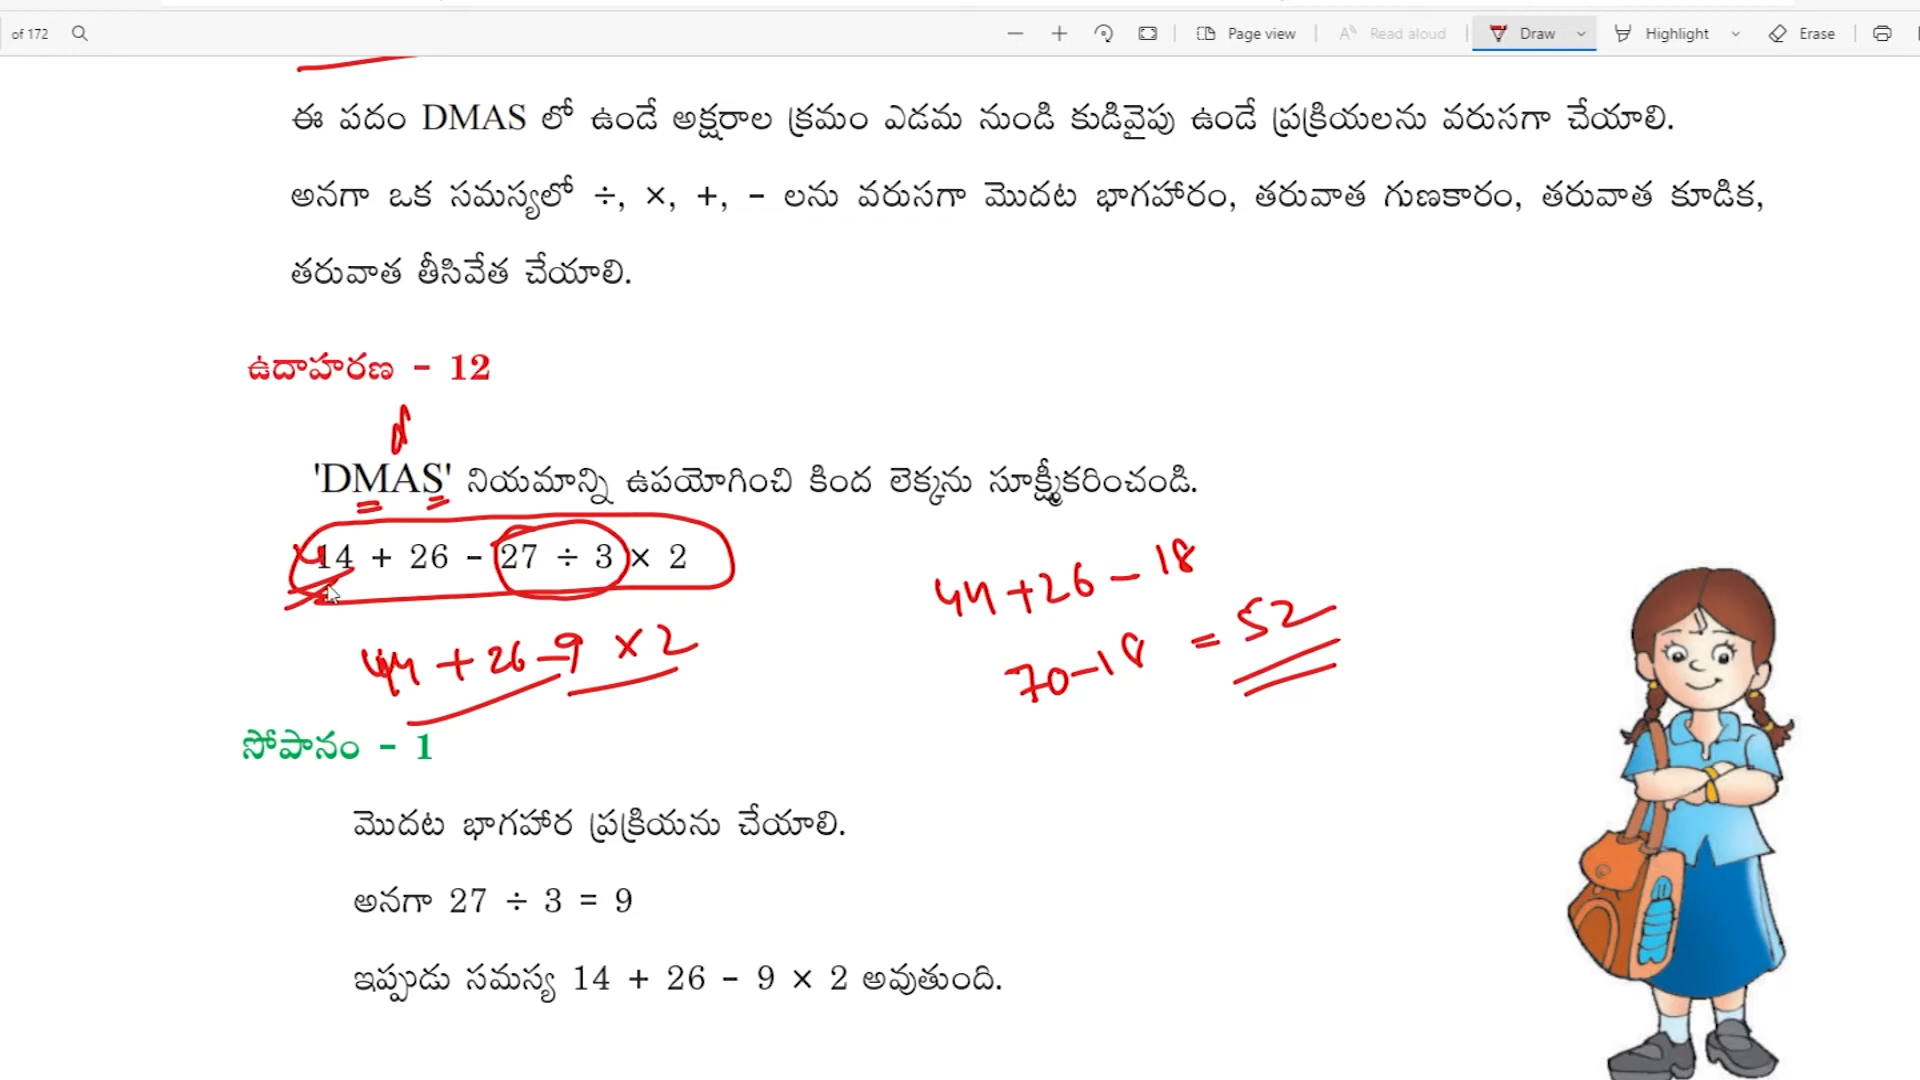 of 172 Page view Read aloud Draw Highlight Erase
ఈ పదం DMAS లో ఉండే అక్షరాల క్రమం ఎడమ నుండి కుడివైపు ఉండే ప్రక్రియలను వరుసగా చేయాలి.
అనగా ఒక సమస్యలో ÷, ×, +, - లను వరుసగా మొదట భాగహారం, తరువాత గుణకారం, తరువాత కూడిక,
తరువాత తీసివేత చేయాలి.
ఉదాహరణ - 12
'DMAS' నియమాన్ని ఉపయోగించి కింద లెక్కను సూక్ష్మీకరించండి.
14 + 26 - 27 ÷ 3 × 2
44 + 26 - 18
44 + 26 - 9 × 2
70 - 18 = 52
సోపానం - 1
మొదట భాగహార ప్రక్రియను చేయాలి.
అనగా 27 ÷ 3 = 9
ఇప్పుడు సమస్య 14 + 26 - 9 × 2 అవుతుంది.